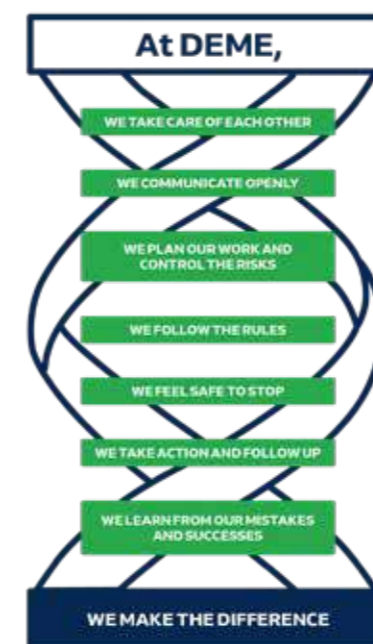 At DEME,
WE TAKE CARE OF EACH OTHER
WE COMMUNICATE OPENLY
WE PLAN OUR WORK AND
CONTROL THE RISKS
WE FOLLOW THE RULES
WE FEEL SAFE TO STOP
WE TAKE ACTION AND FOLLOW UP
WE LEARN FROM OUR MISTAKES
AND SUCCESSES
WE MAKE THE DIFFERENCE